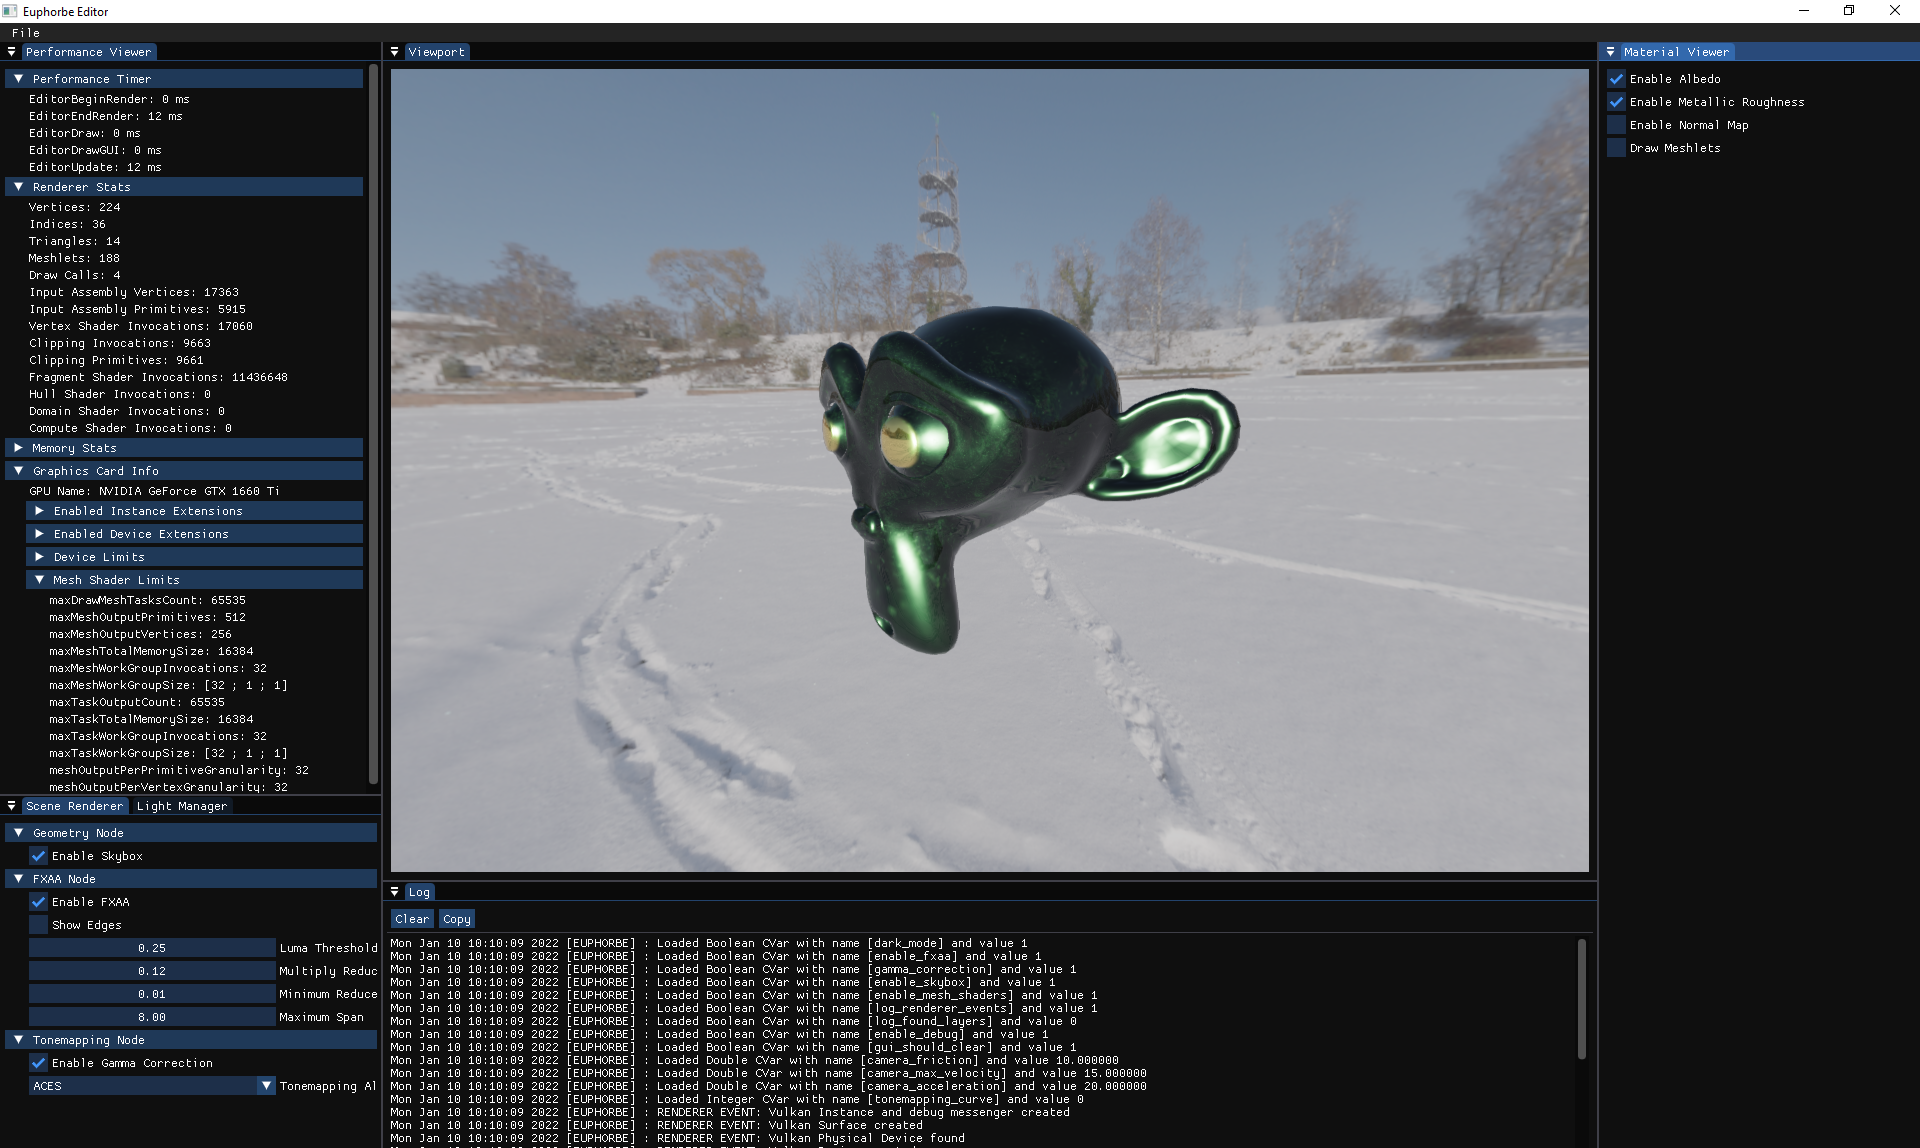 Euphorbe Editor
File
Performance Viewer
Performance Timer
EditorBeginRender: 0 ms
EditorEndRender: 12 ms
EditorDraw: 0 ms
EditorDrawGUI: 0 ms
EditorUpdate: 12 ms
Renderer Stats
Vertices: 224
Indices: 36
Triangles: 14
Meshlets: 188
Draw Calls: 4
Input Assembly Vertices: 17363
Input Assembly Primitives: 5915
Vertex Shader Invocations: 17060
Clipping Invocations: 9663
Clipping Primitives: 9661
Fragment Shader Invocations: 11436648
Hull Shader Invocations: 0
Domain Shader Invocations: 0
Compute Shader Invocations: 0
Memory Stats
Graphics Card Info
GPU Name: NVIDIA GeForce GTX 1660 Ti
Enabled Instance Extensions
Enabled Device Extensions
Device Limits
Mesh Shader Limits
maxDrawMeshTasksCount: 65535
maxMeshOutputPrimitives: 512
maxMeshOutputVertices: 256
maxMeshTotalMemorySize: 16384
maxMeshWorkGroupInvocations: 32
maxMeshWorkGroupSize: [32 ; 1 ; 1]
maxTaskOutputCount: 65535
maxTaskTotalMemorySize: 16384
maxTaskWorkGroupInvocations: 32
maxTaskWorkGroupSize: [32 ; 1 ; 1]
meshOutputPerPrimitiveGranularity: 32
meshOutputPerVertexGranularity: 32
Scene Renderer Light Manager
Geometry Node
Enable Skybox
FXAA Node
Enable FXAA
Show Edges
0.25 Luma Threshold
0.12 Multiply Reduc
0.01 Minimum Reduce
8.00 Maximum Span
Tonemapping Node
Enable Gamma Correction
ACES Tonemapping Al
Viewport
Log
Clear Copy
Mon Jan 10 10:10:09 2022 [EUPHORBE] : Loaded Boolean CVar with name [dark_mode] and value 1
Mon Jan 10 10:10:09 2022 [EUPHORBE] : Loaded Boolean CVar with name [enable_fxaa] and value 1
Mon Jan 10 10:10:09 2022 [EUPHORBE] : Loaded Boolean CVar with name [gamma_correction] and value 1
Mon Jan 10 10:10:09 2022 [EUPHORBE] : Loaded Boolean CVar with name [enable_skybox] and value 1
Mon Jan 10 10:10:09 2022 [EUPHORBE] : Loaded Boolean CVar with name [enable_mesh_shaders] and value 1
Mon Jan 10 10:10:09 2022 [EUPHORBE] : Loaded Boolean CVar with name [log_renderer_events] and value 1
Mon Jan 10 10:10:09 2022 [EUPHORBE] : Loaded Boolean CVar with name [log_found_layers] and value 0
Mon Jan 10 10:10:09 2022 [EUPHORBE] : Loaded Boolean CVar with name [enable_debug] and value 1
Mon Jan 10 10:10:09 2022 [EUPHORBE] : Loaded Boolean CVar with name [gui_should_clear] and value 1
Mon Jan 10 10:10:09 2022 [EUPHORBE] : Loaded Double CVar with name [camera_friction] and value 10.000000
Mon Jan 10 10:10:09 2022 [EUPHORBE] : Loaded Double CVar with name [camera_max_velocity] and value 15.000000
Mon Jan 10 10:10:09 2022 [EUPHORBE] : Loaded Double CVar with name [camera_acceleration] and value 20.000000
Mon Jan 10 10:10:09 2022 [EUPHORBE] : Loaded Integer CVar with name [tonemapping_curve] and value 0
Mon Jan 10 10:10:09 2022 [EUPHORBE] : RENDERER EVENT: Vulkan Instance and debug messenger created
Mon Jan 10 10:10:09 2022 [EUPHORBE] : RENDERER EVENT: Vulkan Surface created
Mon Jan 10 10:10:09 2022 [EUPHORBE] : RENDERER EVENT: Vulkan Physical Device found
Material Viewer
Enable Albedo
Enable Metallic Roughness
Enable Normal Map
Draw Meshlets